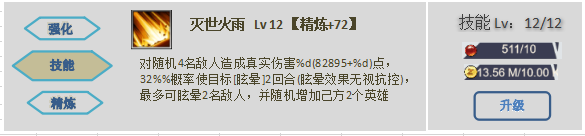 强化
技能
精炼
灭世火雨 Lv 12【精炼+72】
对随机4名敌人造成真实伤害%d(82895+%d)点，
32%%概率使目标[眩晕]2回合(眩晕效果无视抗控)，
最多可眩晕2名敌人，并随机增加己方2个英雄
技能 Lv：12/12
511/10
13.56 M/10.00
升级